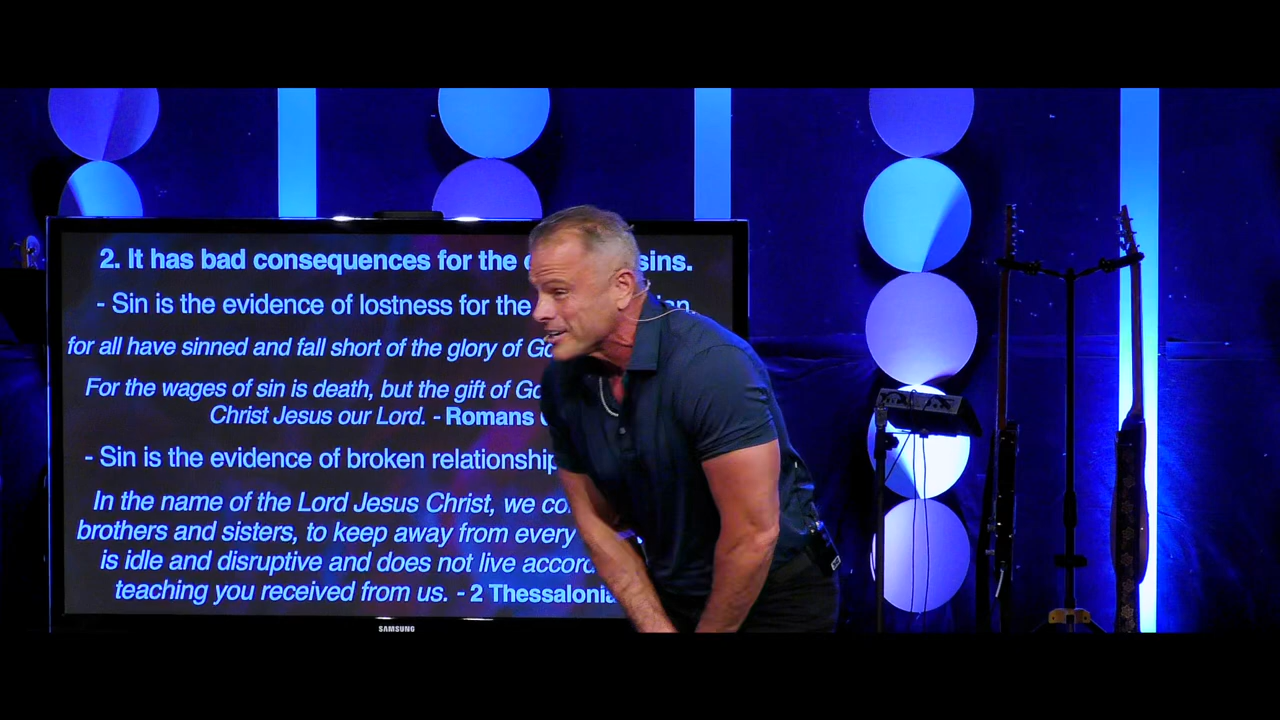 2. It has bad consequences for the sins.
- Sin is the evidence of lostness for the
for all have sinned and fall short of the glory of
For the wages of sin is death, but the gift of
Christ Jesus our Lord. - Romans
- Sin is the evidence of broken relationship
In the name of the Lord Jesus Christ, we
brothers and sisters, to keep away from every
is idle and disruptive and does not live
teaching you received from us. - 2
SAMSUNG